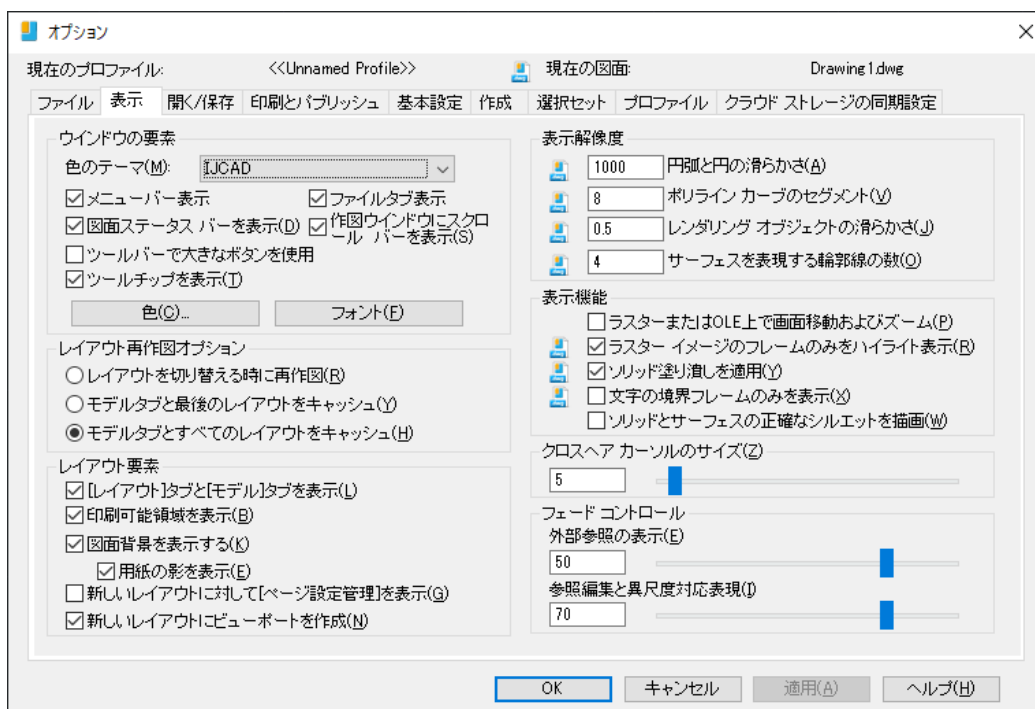 オプション
現在のプロファイル: <<Unnamed Profile>> 現在の図面: Drawing1.dwg
ファイル 表示 開く/保存 印刷とパブリッシュ 基本設定 作成 選択セット プロファイル クラウド ストレージの同期設定
ウインドウの要素
色のテーマ(M): IJCAD
メニューバー表示 ファイルタブ表示
図面ステータス バーを表示(D) 作図ウインドウにスクロ
ール バーを表示(S)
ツールバーで大きなボタンを使用
ツールチップを表示(T)
色(C)... フォント(F)
レイアウト再作図オプション
レイアウトを切り替える時に再作図(R)
モデルタブと最後のレイアウトをキャッシュ(Y)
モデルタブとすべてのレイアウトをキャッシュ(H)
レイアウト要素
[レイアウト]タブと[モデル]タブを表示(L)
印刷可能領域を表示(B)
図面背景を表示する(K)
用紙の影を表示(E)
新しいレイアウトに対して[ページ設定管理]を表示(G)
新しいレイアウトにビューポートを作成(N)
表示解像度
1000 円弧と円の滑らかさ(A)
8 ポリライン カーブのセグメント(V)
0.5 レンダリング オブジェクトの滑らかさ(J)
4 サーフェスを表現する輪郭線の数(O)
表示機能
ラスターまたはOLE上で画面移動およびズーム(P)
ラスター イメージのフレームのみをハイライト表示(R)
ソリッド塗り潰しを適用(Y)
文字の境界フレームのみを表示(X)
ソリッドとサーフェスの正確なシルエットを描画(W)
クロスヘア カーソルのサイズ(Z)
5
フェード コントロール
外部参照の表示(E)
50
参照編集と異尺度対応表現(I)
70
OK キャンセル 適用(A) ヘルプ(H)